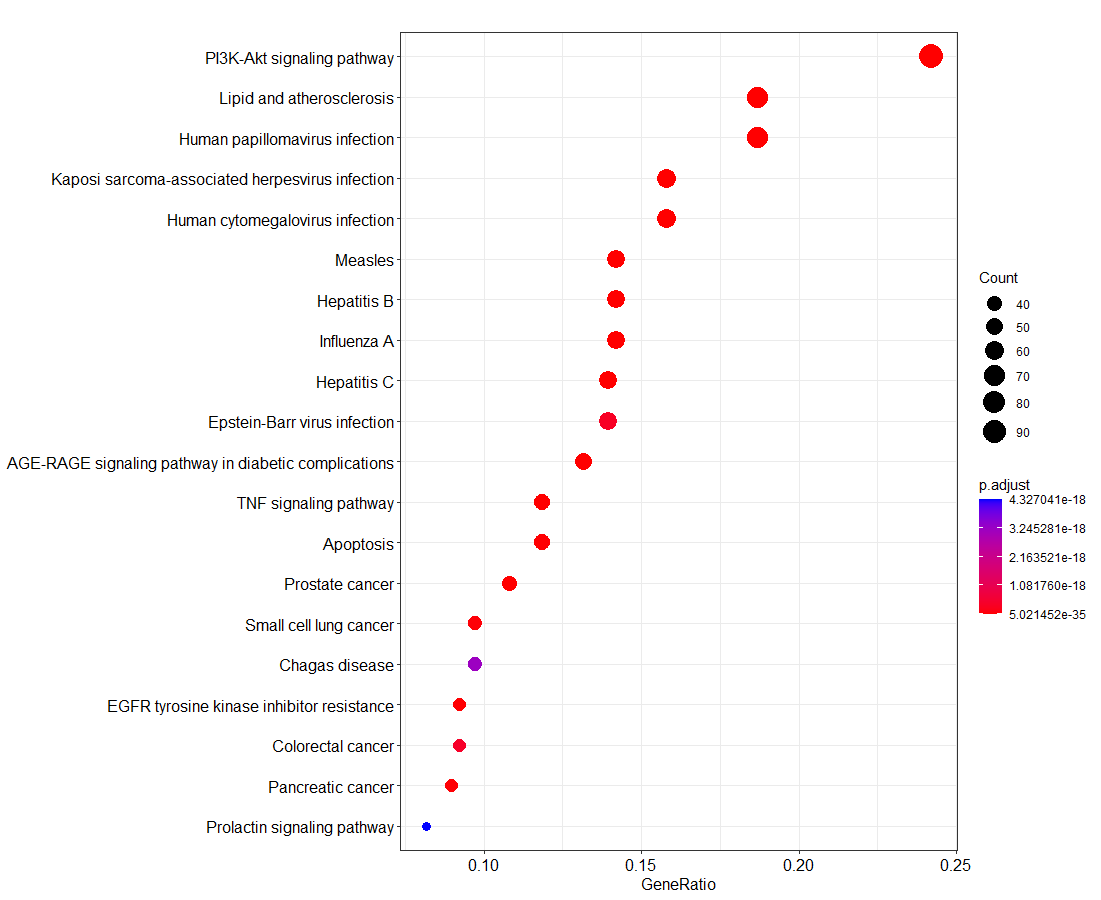 PI3K-Akt signaling pathway
Lipid and atherosclerosis
Human papillomavirus infection
Kaposi sarcoma-associated herpesvirus infection
Human cytomegalovirus infection
Measles
Hepatitis B
Influenza A
Hepatitis C
Epstein-Barr virus infection
AGE-RAGE signaling pathway in diabetic complications
TNF signaling pathway
Apoptosis
Prostate cancer
Small cell lung cancer
Chagas disease
EGFR tyrosine kinase inhibitor resistance
Colorectal cancer
Pancreatic cancer
Prolactin signaling pathway
0.10
0.15
0.20
0.25
GeneRatio
Count
40
50
60
70
80
90
p.adjust
4.327041e-18
3.245281e-18
2.163521e-18
1.081760e-18
5.021452e-35